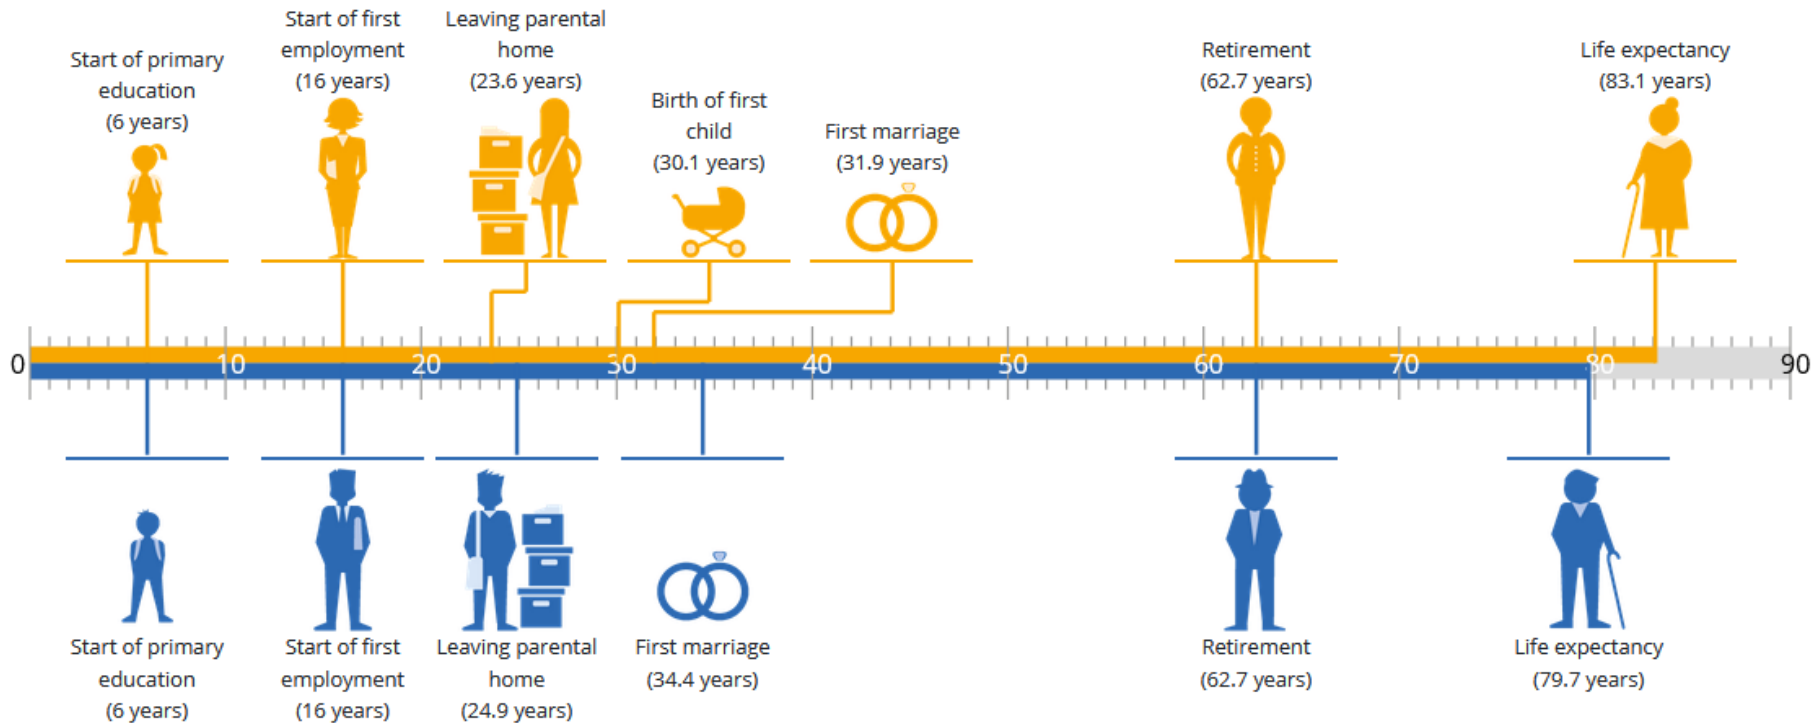 Start of primary
education
(6 years)
Start of first
employment
(16 years)
Leaving parental
home
(23.6 years)
Birth of first
child
(30.1 years)
First marriage
(31.9 years)
Retirement
(62.7 years)
Life expectancy
(83.1 years)
0 10 20 30 40 50 60 70 80 90
Start of primary
education
(6 years)
Start of first
employment
(16 years)
Leaving parental
home
(24.9 years)
First marriage
(34.4 years)
Retirement
(62.7 years)
Life expectancy
(79.7 years)